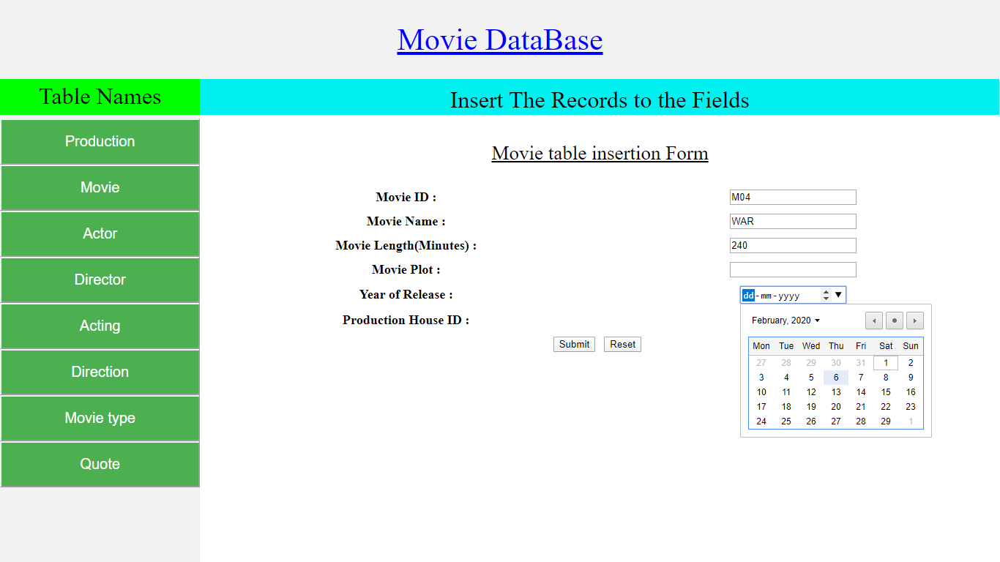 Movie DataBase
Table Names
Insert The Records to the Fields
Production
Movie
Actor
Director
Acting
Direction
Movie type
Quote
Movie table insertion Form
Movie ID : M04
Movie Name : WAR
Movie Length(Minutes) : 240
Movie Plot :
Year of Release : dd-mm-yyyy
Production House ID :
Submit Reset
February, 2020
Mon Tue Wed Thu Fri Sat Sun
27 28 29 30 31 1 2
3 4 5 6 7 8 9
10 11 12 13 14 15 16
17 18 19 20 21 22 23
24 25 26 27 28 29 1